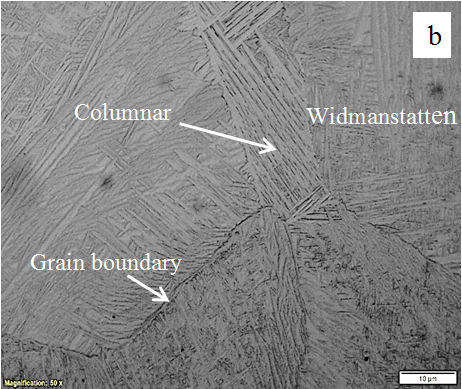 b
Columnar
Widmanstatten
Grain boundary
Magnification: 50 x
10 µm